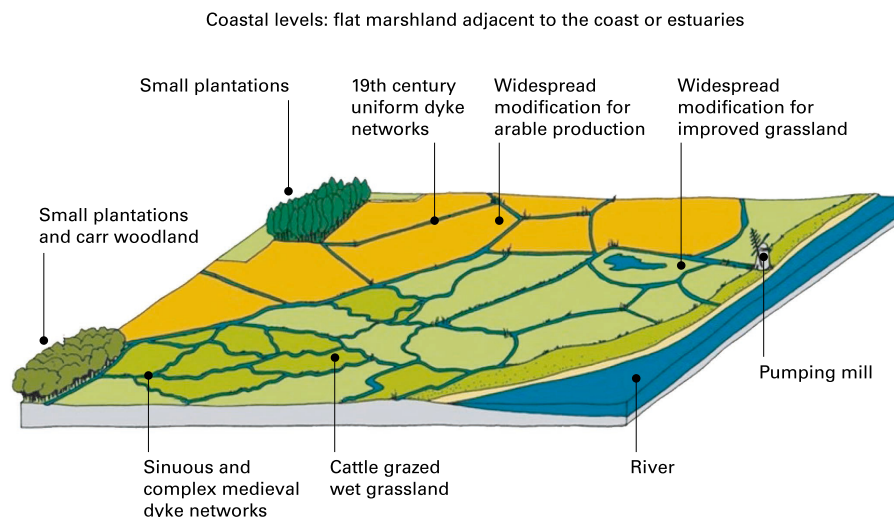 Coastal levels: flat marshland adjacent to the coast or estuaries
Small plantations
19th century
uniform dyke
networks
Widespread
modification for
arable production
Widespread
modification for
improved grassland
Small plantations
and carr woodland
Pumping mill
Sinuous and
complex medieval
dyke networks
Cattle grazed
wet grassland
River